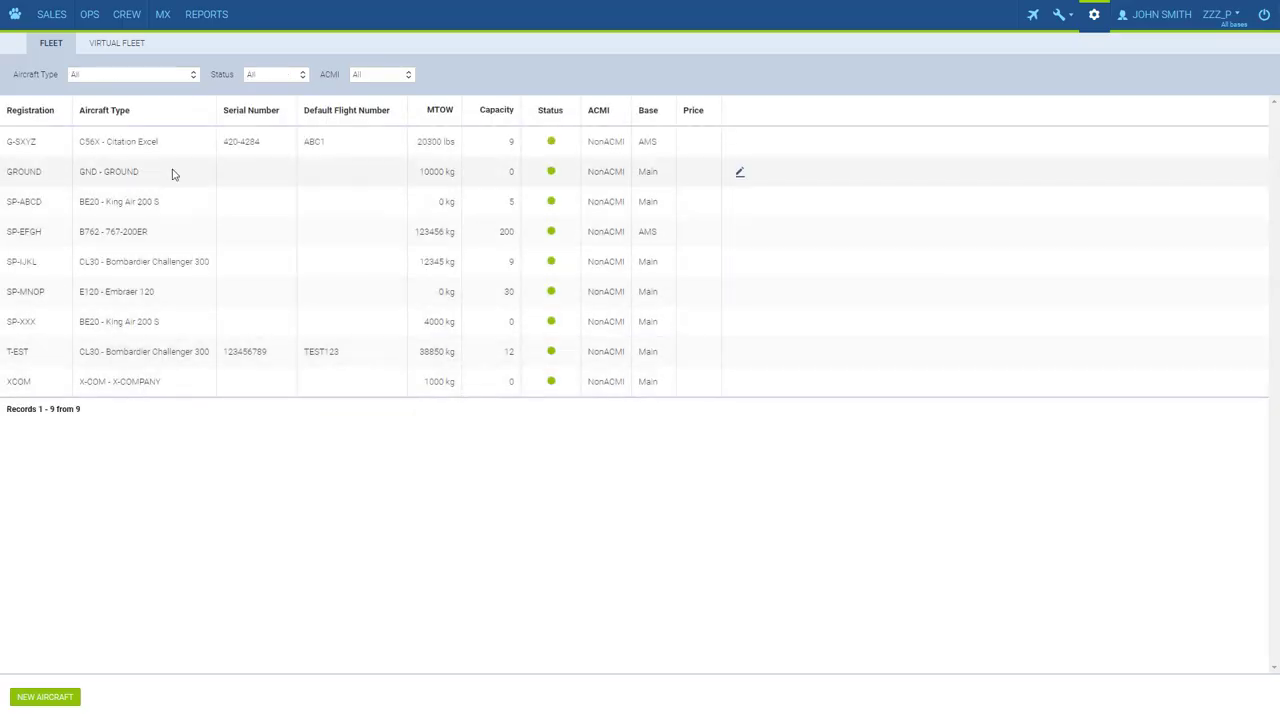 SALES OPS CREW MX REPORTS JOHN SMITH ZZZ_P
All bases
FLEET VIRTUAL FLEET
Aircraft Type All Status All ACMI All
Registration Aircraft Type Serial Number Default Flight Number MTOW Capacity Status ACMI Base Price
G-SXYZ C56X - Citation Excel 420-4284 ABC1 20300 lbs 9 NonACMI AMS
GROUND GND - GROUND 10000 kg 0 NonACMI Main
SP-ABCD BE20 - King Air 200 S 0 kg 5 NonACMI Main
SP-EFGH B762 - 767-200ER 123456 kg 200 NonACMI AMS
SP-IJKL CL30 - Bombardier Challenger 300 12345 kg 9 NonACMI Main
SP-MNOP E120 - Embraer 120 0 kg 30 NonACMI Main
SP-XXX BE20 - King Air 200 S 4000 kg 0 NonACMI Main
T-EST CL30 - Bombardier Challenger 300 123456789 TEST123 38850 kg 12 NonACMI Main
XCOM X-COM - X-COMPANY 1000 kg 0 NonACMI Main
Records 1 - 9 from 9
NEW AIRCRAFT